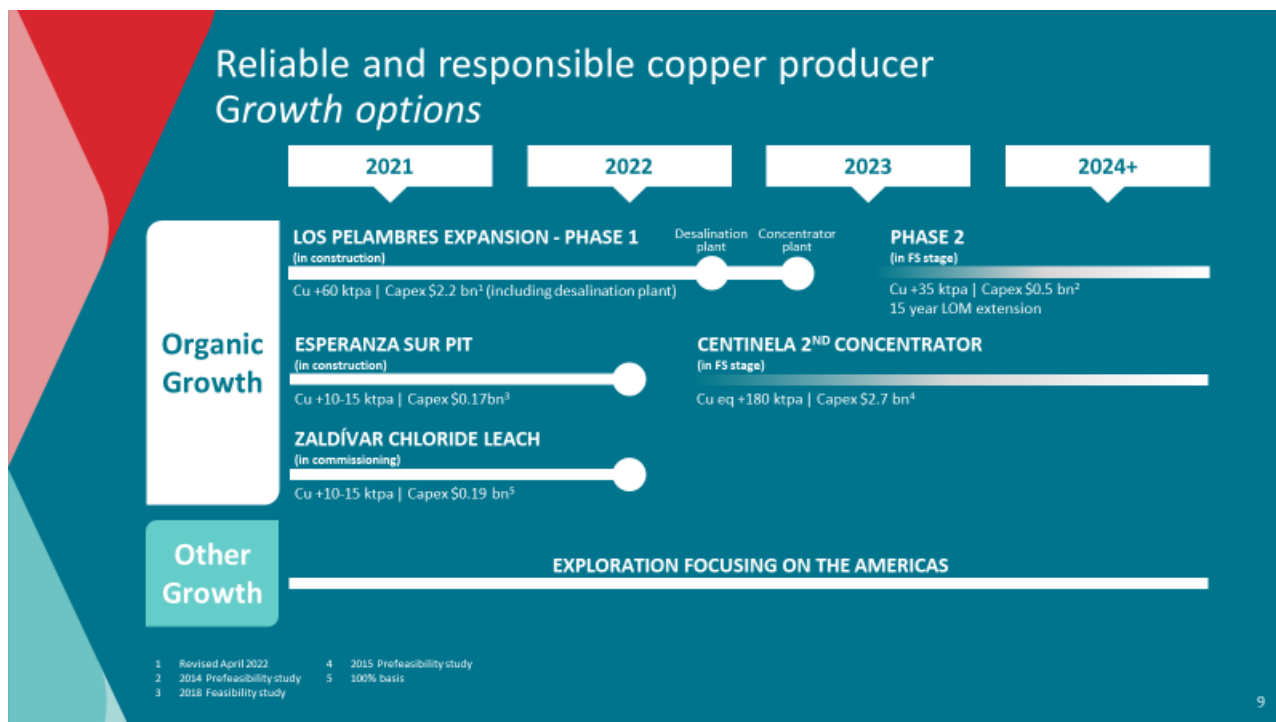 Reliable and responsible copper producer
Growth options
2021
2022
2023
2024+
Organic
Growth
LOS PELAMBRES EXPANSION - PHASE 1
(in construction)
Desalination
plant
Concentrator
plant
Cu +60 ktpa | Capex $2.2 bn¹ (including desalination plant)
PHASE 2
(in FS stage)
Cu +35 ktpa | Capex $0.5 bn²
15 year LOM extension
ESPERANZA SUR PIT
(in construction)
Cu +10-15 ktpa | Capex $0.17bn³
CENTINELA 2ND CONCENTRATOR
(in FS stage)
Cu eq +180 ktpa | Capex $2.7 bn⁴
ZALDÍVAR CHLORIDE LEACH
(in commissioning)
Cu +10-15 ktpa | Capex $0.19 bn⁵
Other
Growth
EXPLORATION FOCUSING ON THE AMERICAS
1 Revised April 2022
2 2014 Prefeasibility study
3 2018 Feasibility study
4 2015 Prefeasibility study
5 100% basis
9